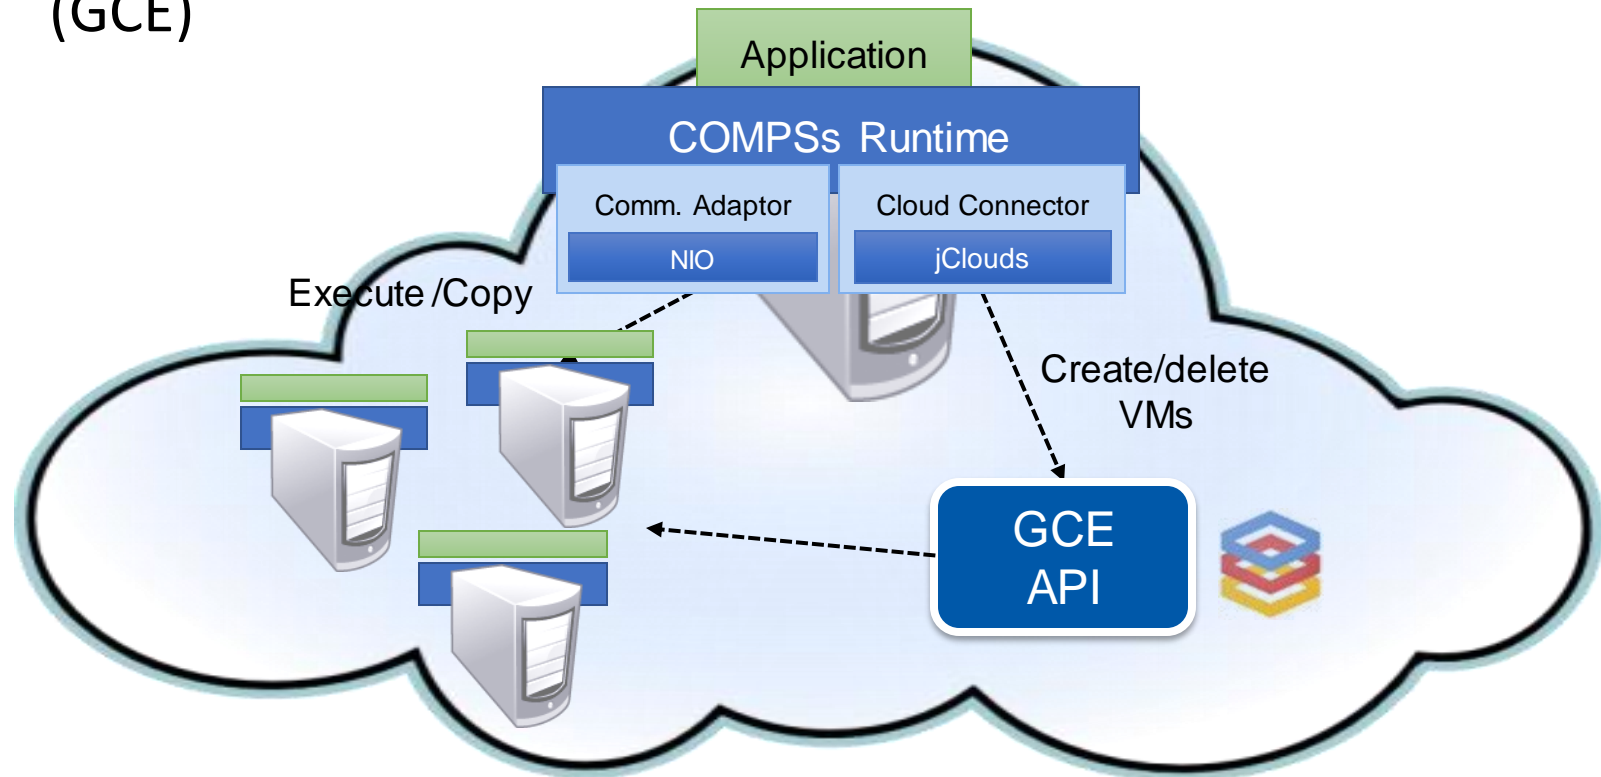 (GCE)
Application
COMPSs Runtime
Comm. Adaptor
Cloud Connector
NIO
jClouds
Execute /Copy
Create/delete
VMs
GCE
API